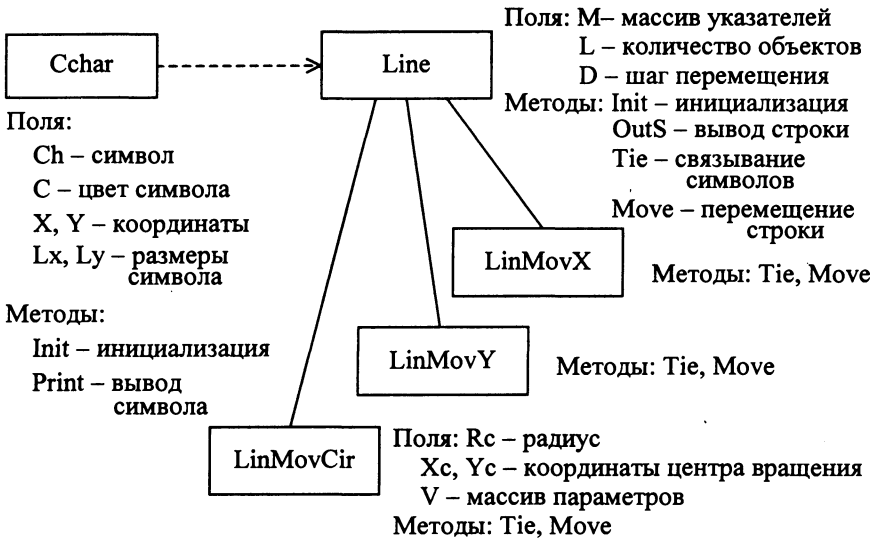 Cchar
Поля:
Ch – символ
C – цвет символа
X, Y – координаты
Lx, Ly – размеры
символа
Методы:
Init – инициализация
Print – вывод
символа
Line
Поля: M– массив указателей
L – количество объектов
D – шаг перемещения
Методы: Init – инициализация
OutS – вывод строки
Tie – связывание
символов
Move – перемещение
строки
LinMovX
Методы: Tie, Move
LinMovY
Методы: Tie, Move
LinMovCir
Поля: Rc – радиус
Xc, Yc – координаты центра вращения
V – массив параметров
Методы: Tie, Move